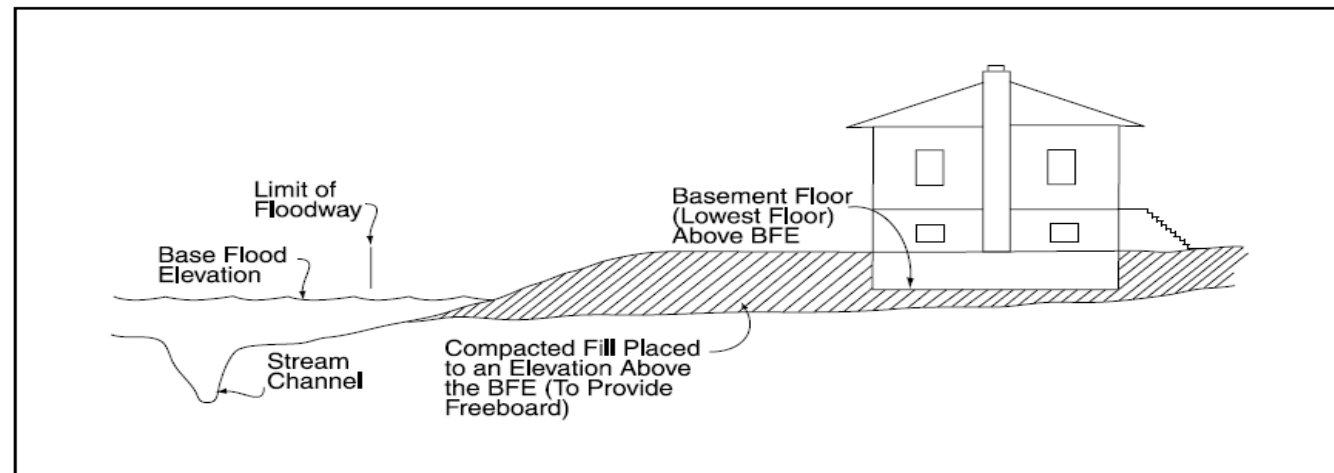 Limit of
Floodway
Base Flood
Elevation
Basement Floor
(Lowest Floor)
Above BFE
Stream
Channel
Compacted Fill Placed
to an Elevation Above
the BFE (To Provide
Freeboard)